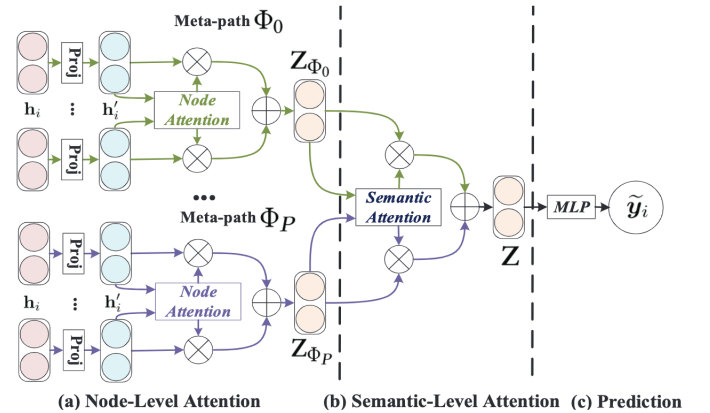 Meta-path Φ0
Proj
hi
...
h′i
Node
Attention
Proj
ZΦ0
...
Meta-path ΦP
Proj
hi
...
h′i
Node
Attention
Proj
ZΦP
Semantic
Attention
Z
MLP
ỹi
(a) Node-Level Attention
(b) Semantic-Level Attention
(c) Prediction